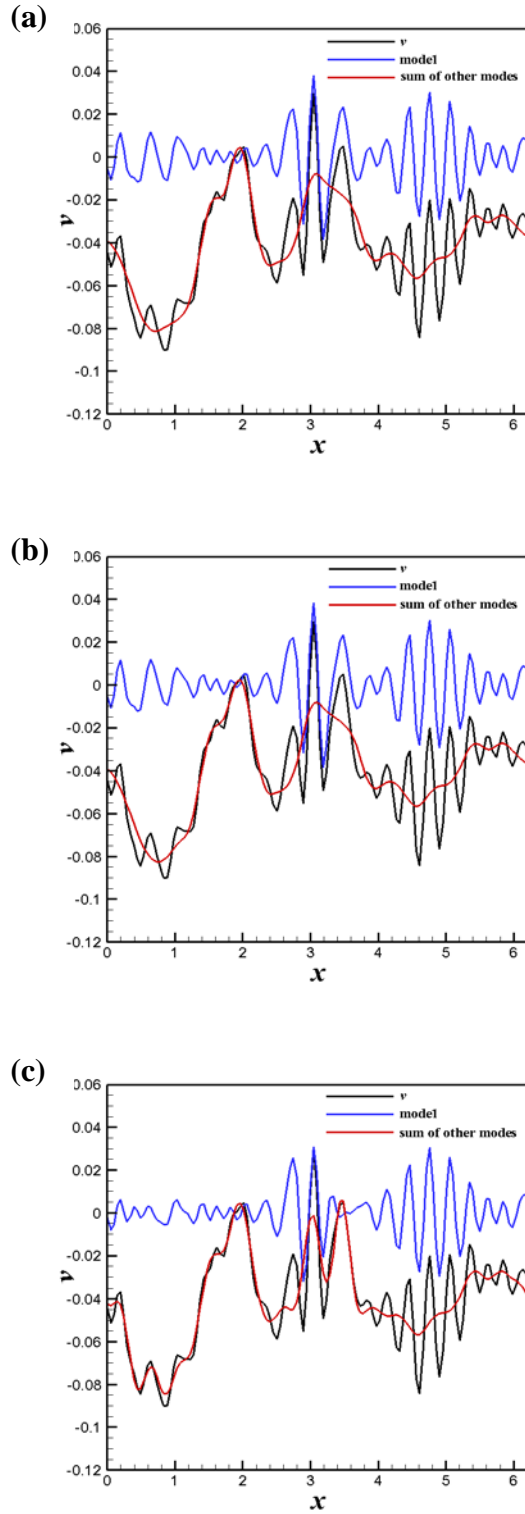 (a)
0.06
v
mode1
sum of other modes
0.04
0.02
0
-0.02
-0.04
-0.06
-0.08
-0.1
-0.12
v
0 1 2 3 4 5 6
x
(b)
0.06
v
mode1
sum of other modes
0.04
0.02
0
-0.02
-0.04
-0.06
-0.08
-0.1
-0.12
v
0 1 2 3 4 5 6
x
(c)
0.06
v
mode1
sum of other modes
0.04
0.02
0
-0.02
-0.04
-0.06
-0.08
-0.1
-0.12
v
0 1 2 3 4 5 6
x